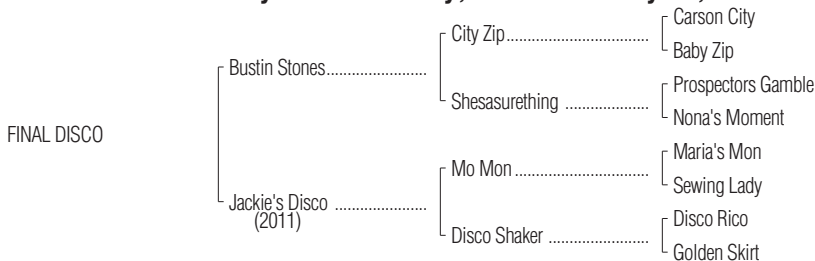 Carson City
City Zip
Baby Zip
Bustin Stones
Prospectors Gamble
Shesasurething
Nona's Moment
FINAL DISCO
Maria's Mon
Mo Mon
Sewing Lady
Jackie's Disco
(2011)
Disco Rico
Disco Shaker
Golden Skirt